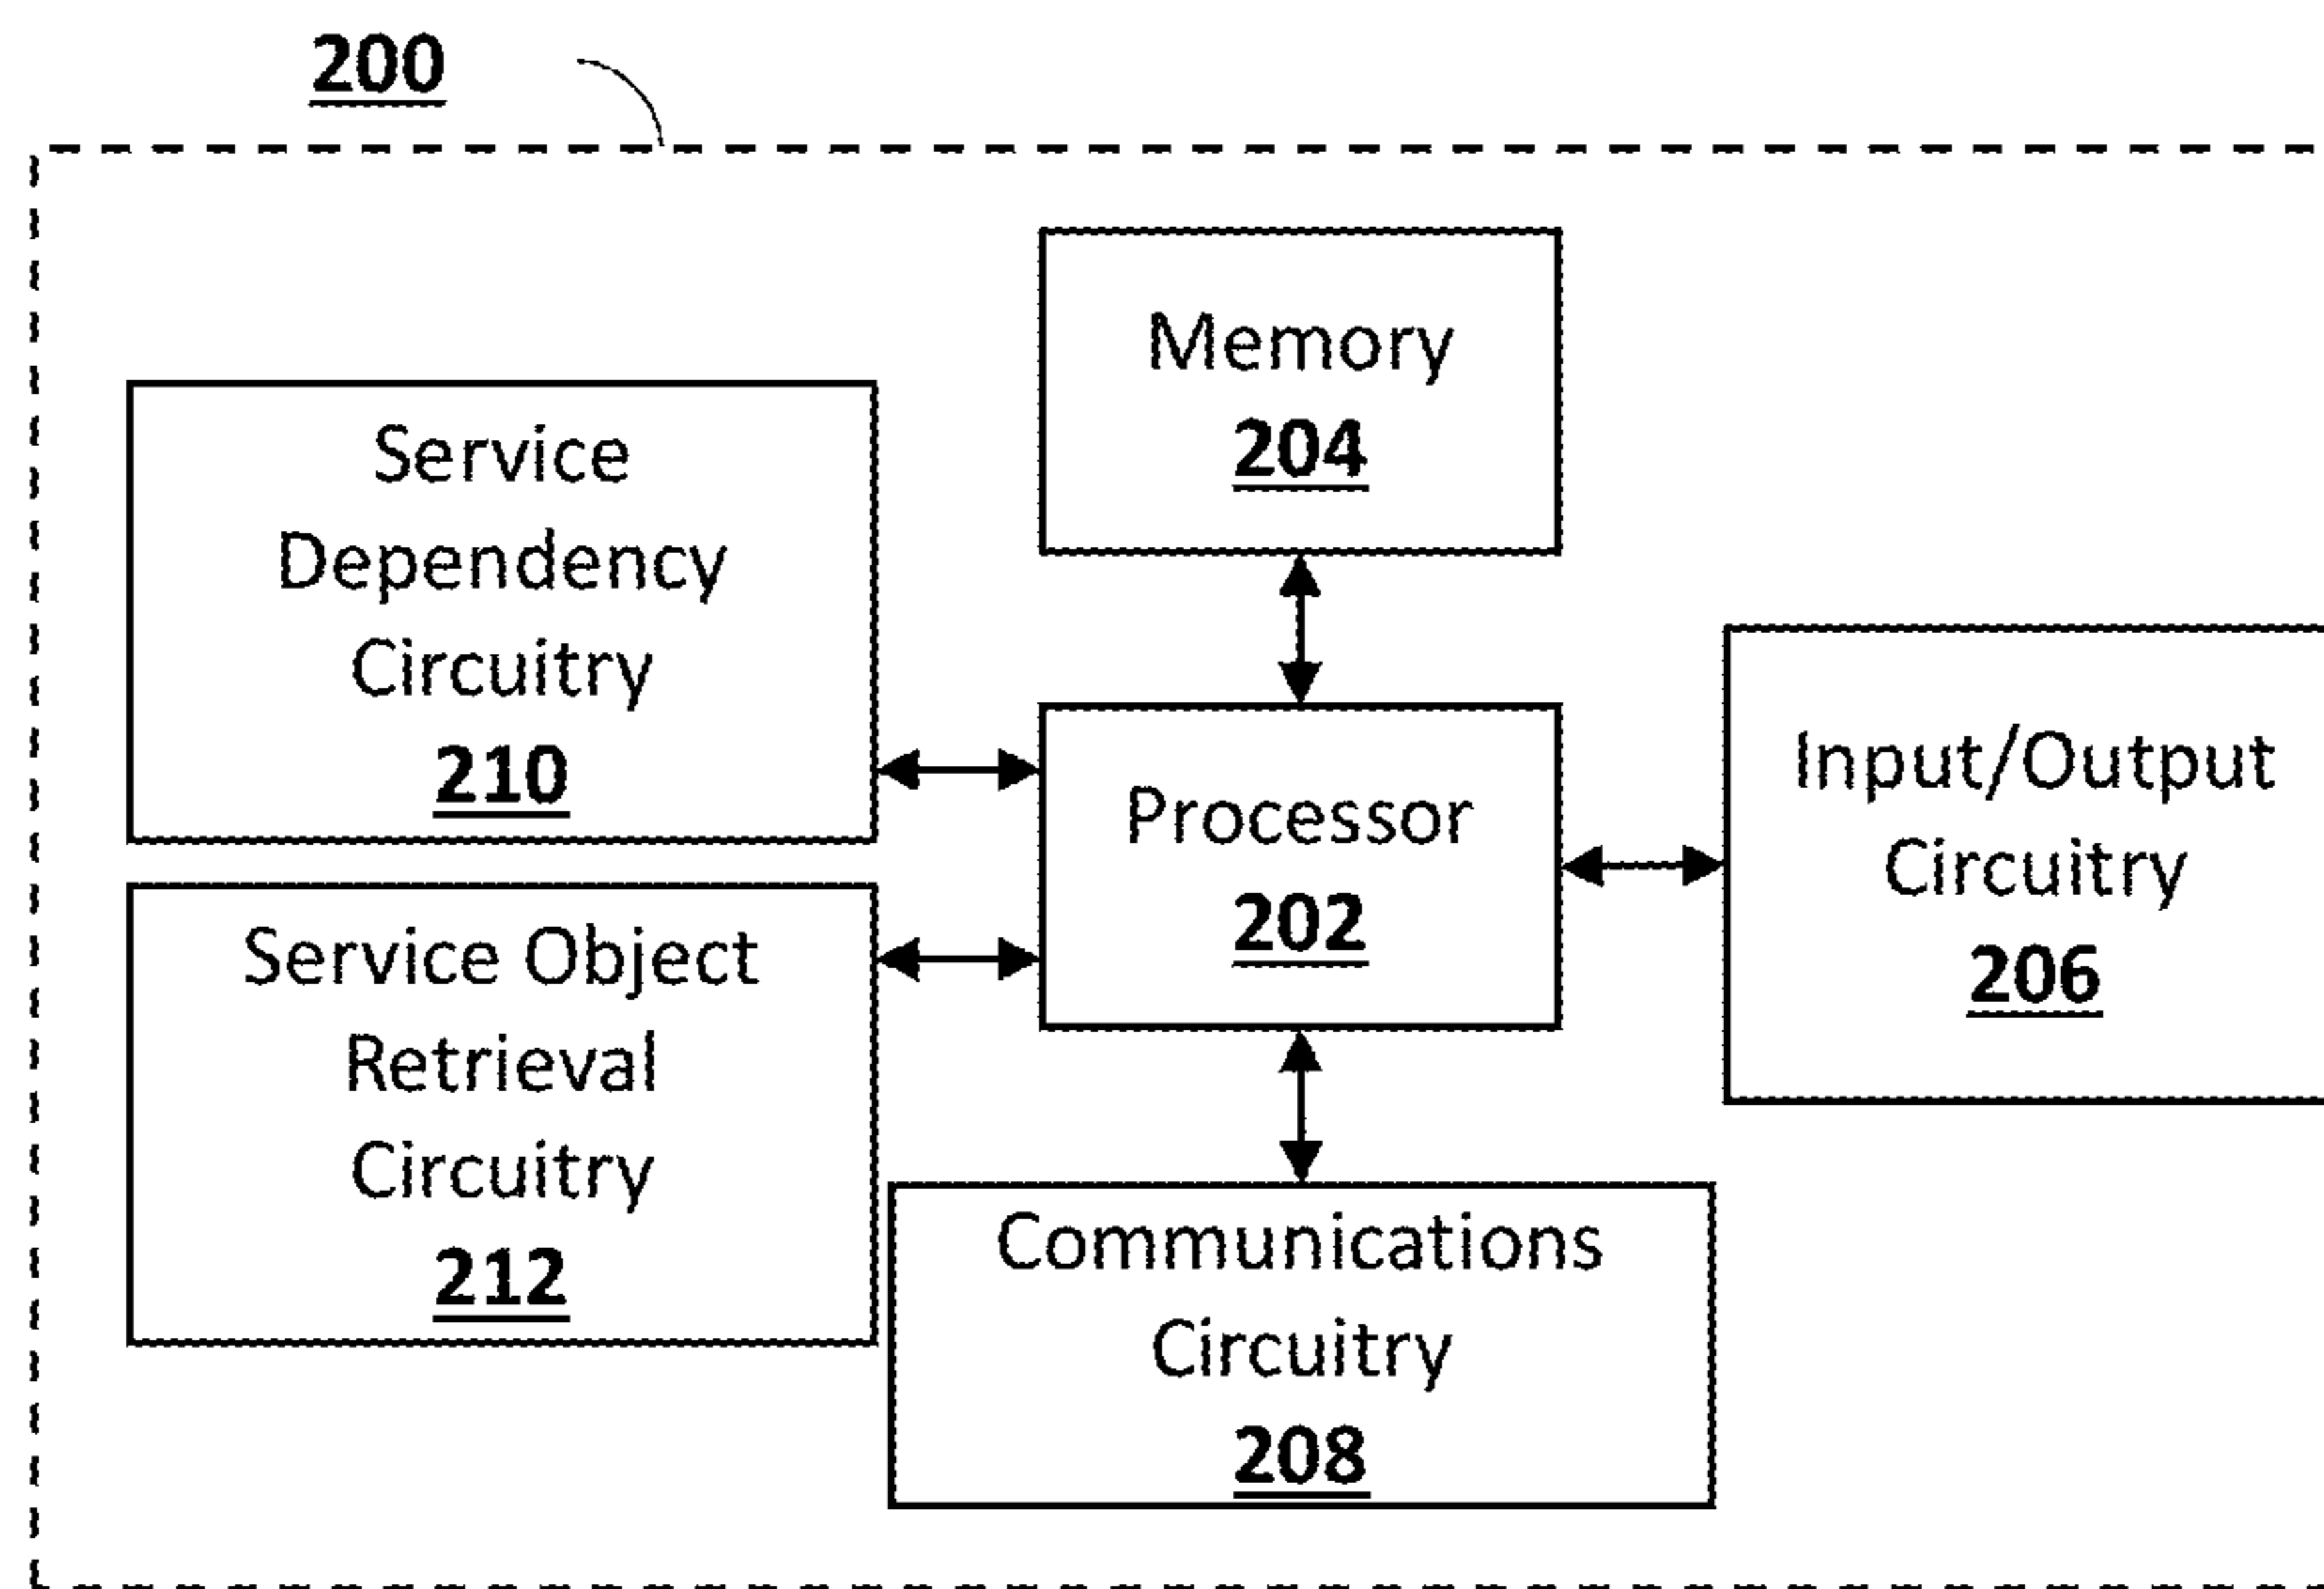 200
Memory
204
Service
Dependency
Circuitry
210
Processor
202
Input/Output
Circuitry
206
Service Object
Retrieval
Circuitry
212
Communications
Circuitry
208